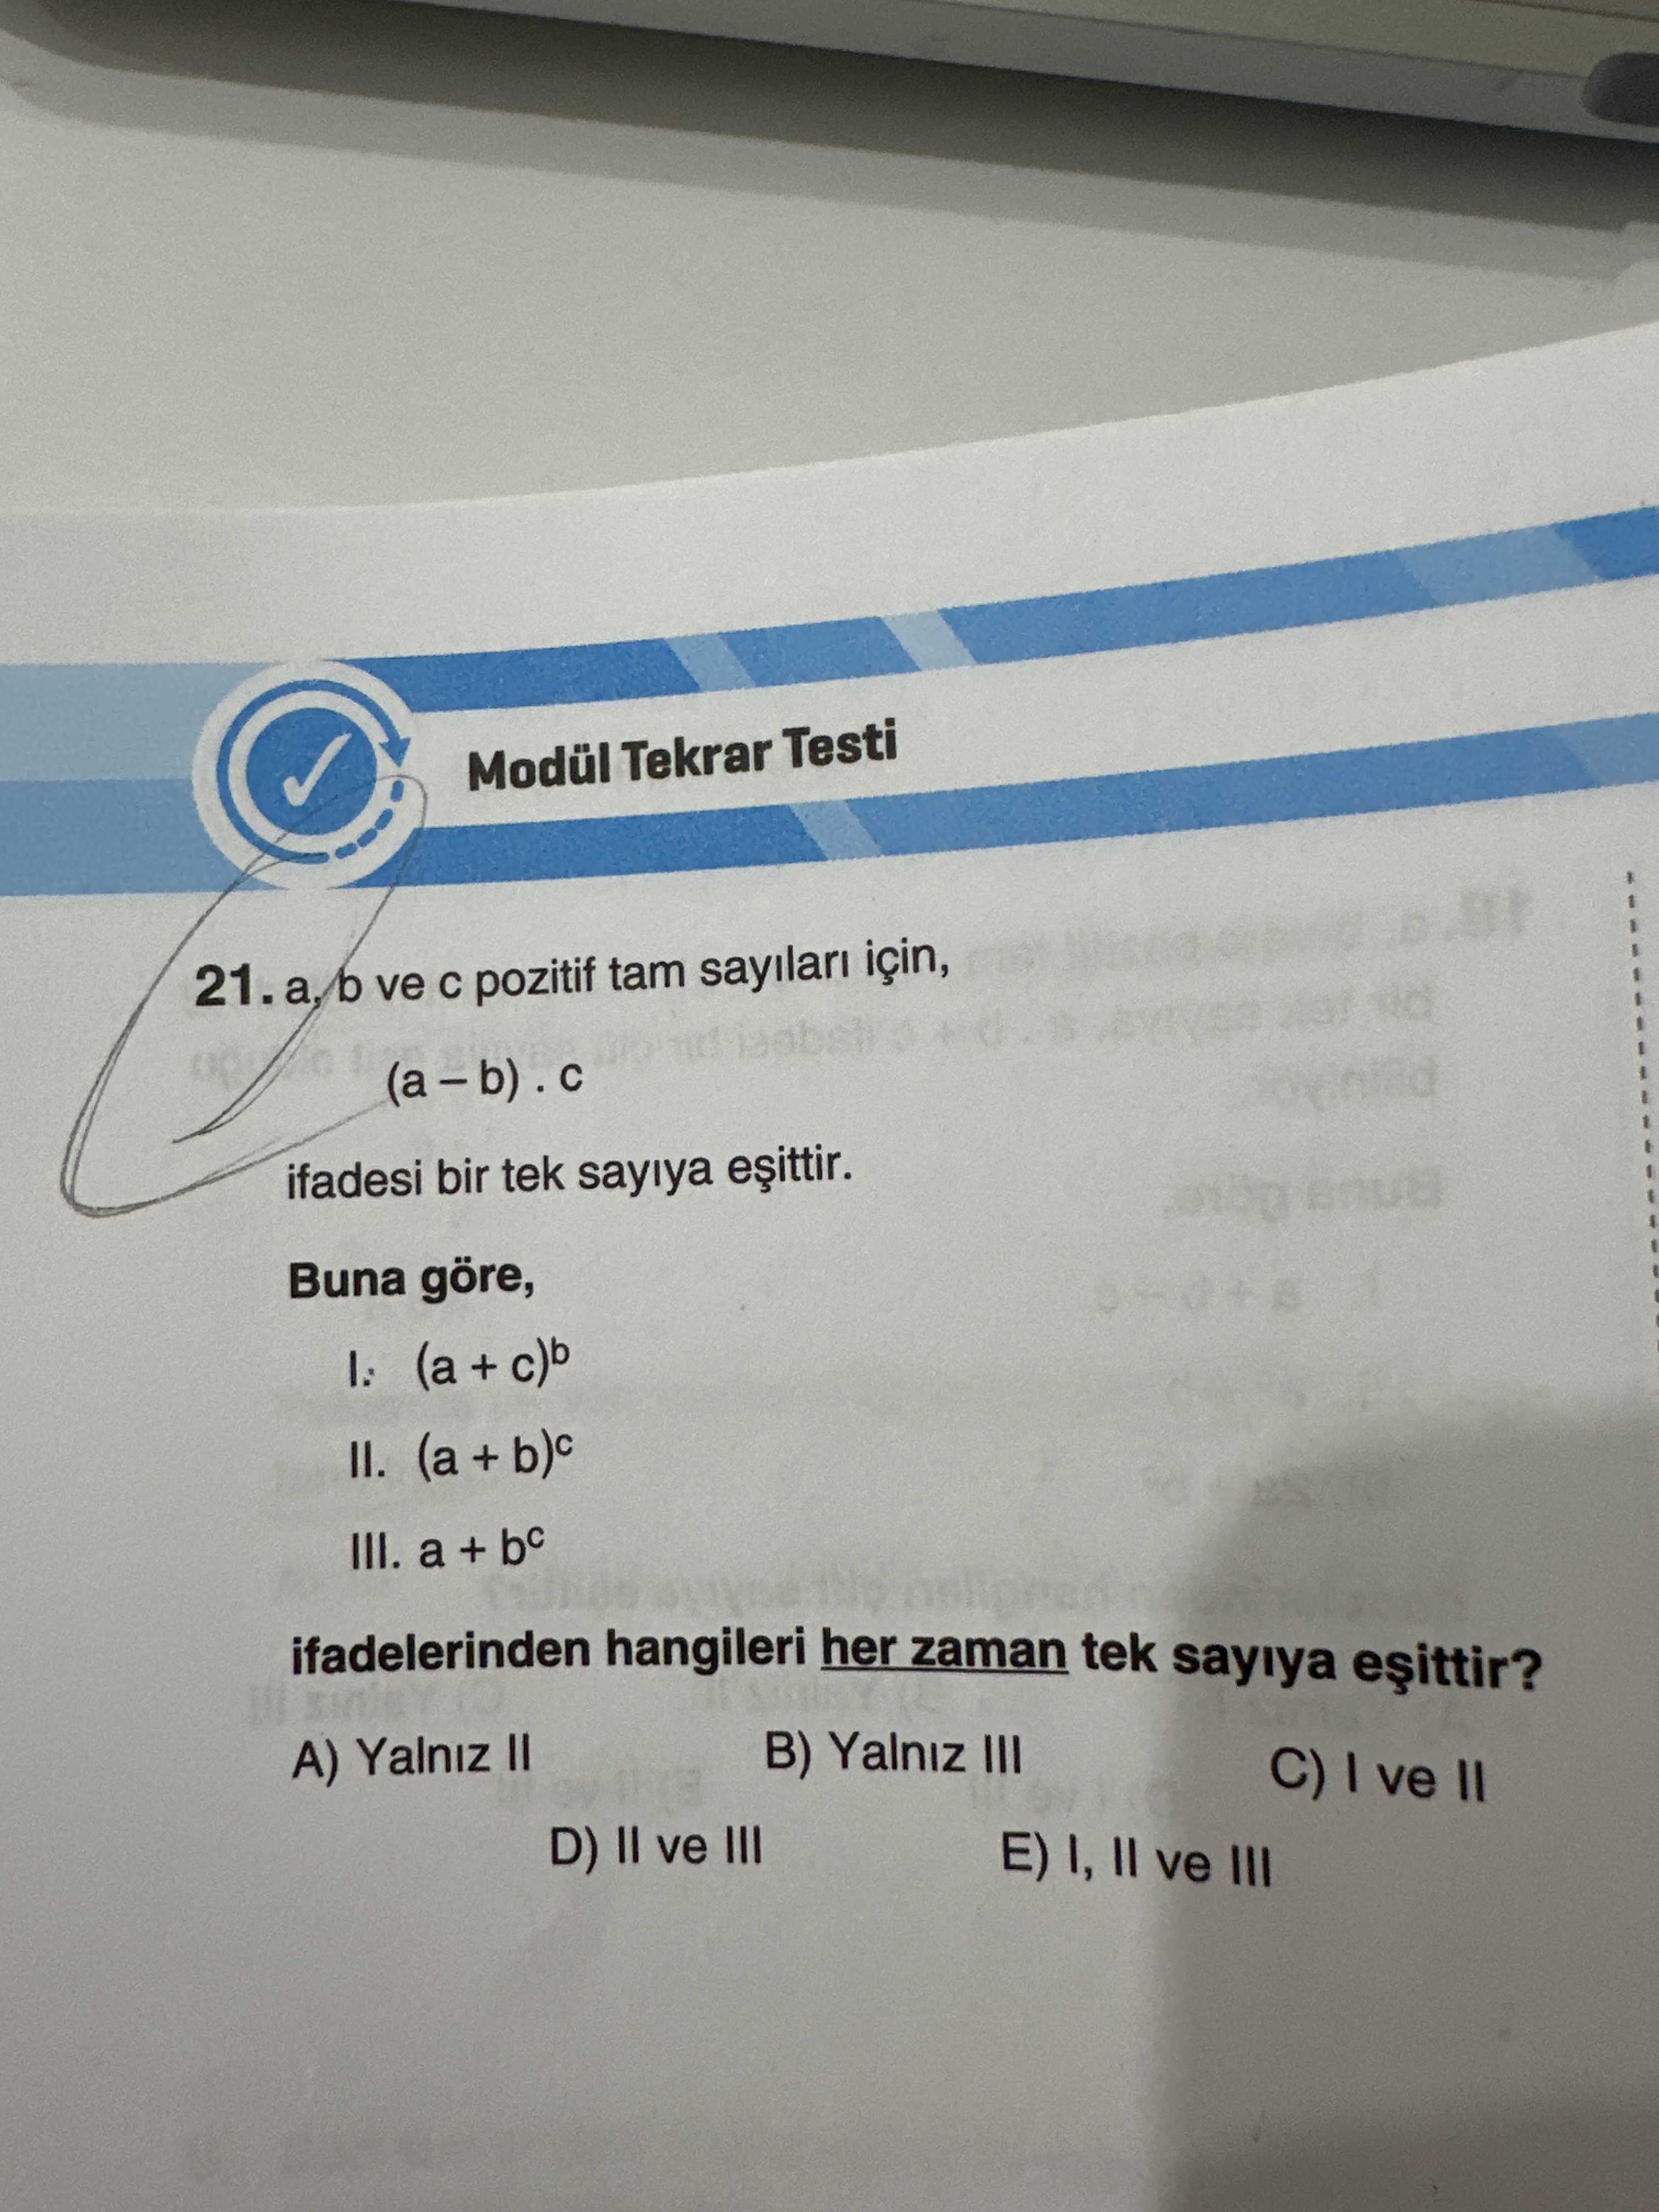 Modül Tekrar Testi
21. a, b ve c pozitif tam sayıları için,
(a – b) . c
ifadesi bir tek sayıya eşittir.
Buna göre,
I. (a + c)ᵇ
II. (a + b)ᶜ
III. a + bᶜ
ifadelerinden hangileri her zaman tek sayıya eşittir?
A) Yalnız II B) Yalnız III C) I ve II
D) II ve III E) I, II ve III